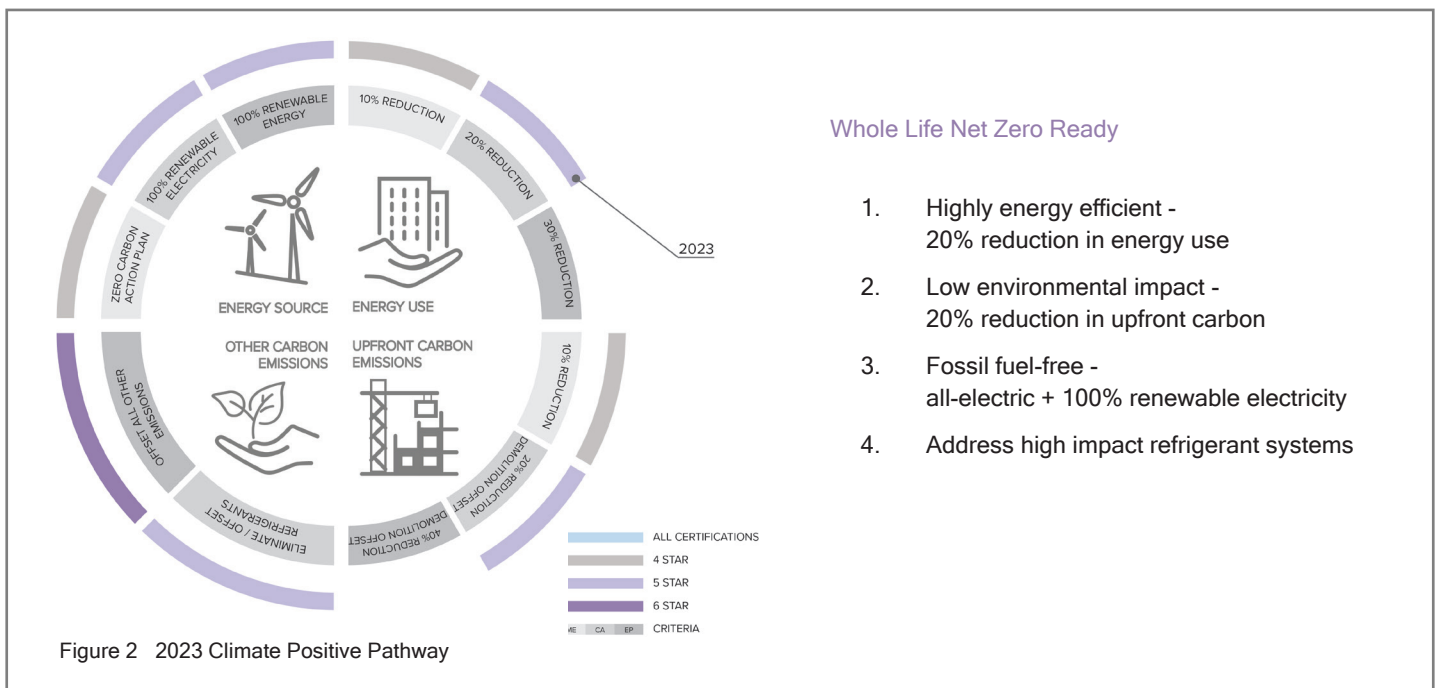 100% RENEWABLE
ENERGY
10% REDUCTION
20% REDUCTION
30% REDUCTION
100% RENEWABLE
ELECTRICITY
ZERO CARBON
ACTION PLAN
ENERGY SOURCE
ENERGY USE
2023
OTHER CARBON
EMISSIONS
UPFRONT CARBON
EMISSIONS
10% REDUCTION
20% REDUCTION
DEMOLITION OFFSET
40% REDUCTION
DEMOLITION OFFSET
ELIMINATE / OFFSET
REFRIGERANTS
OFFSET ALL OTHER
EMISSIONS
ALL CERTIFICATIONS
4 STAR
5 STAR
6 STAR
ME CA EP CRITERIA
Figure 2 2023 Climate Positive Pathway
Whole Life Net Zero Ready
1. Highly energy efficient -
20% reduction in energy use
2. Low environmental impact -
20% reduction in upfront carbon
3. Fossil fuel-free -
all-electric + 100% renewable electricity
4. Address high impact refrigerant systems